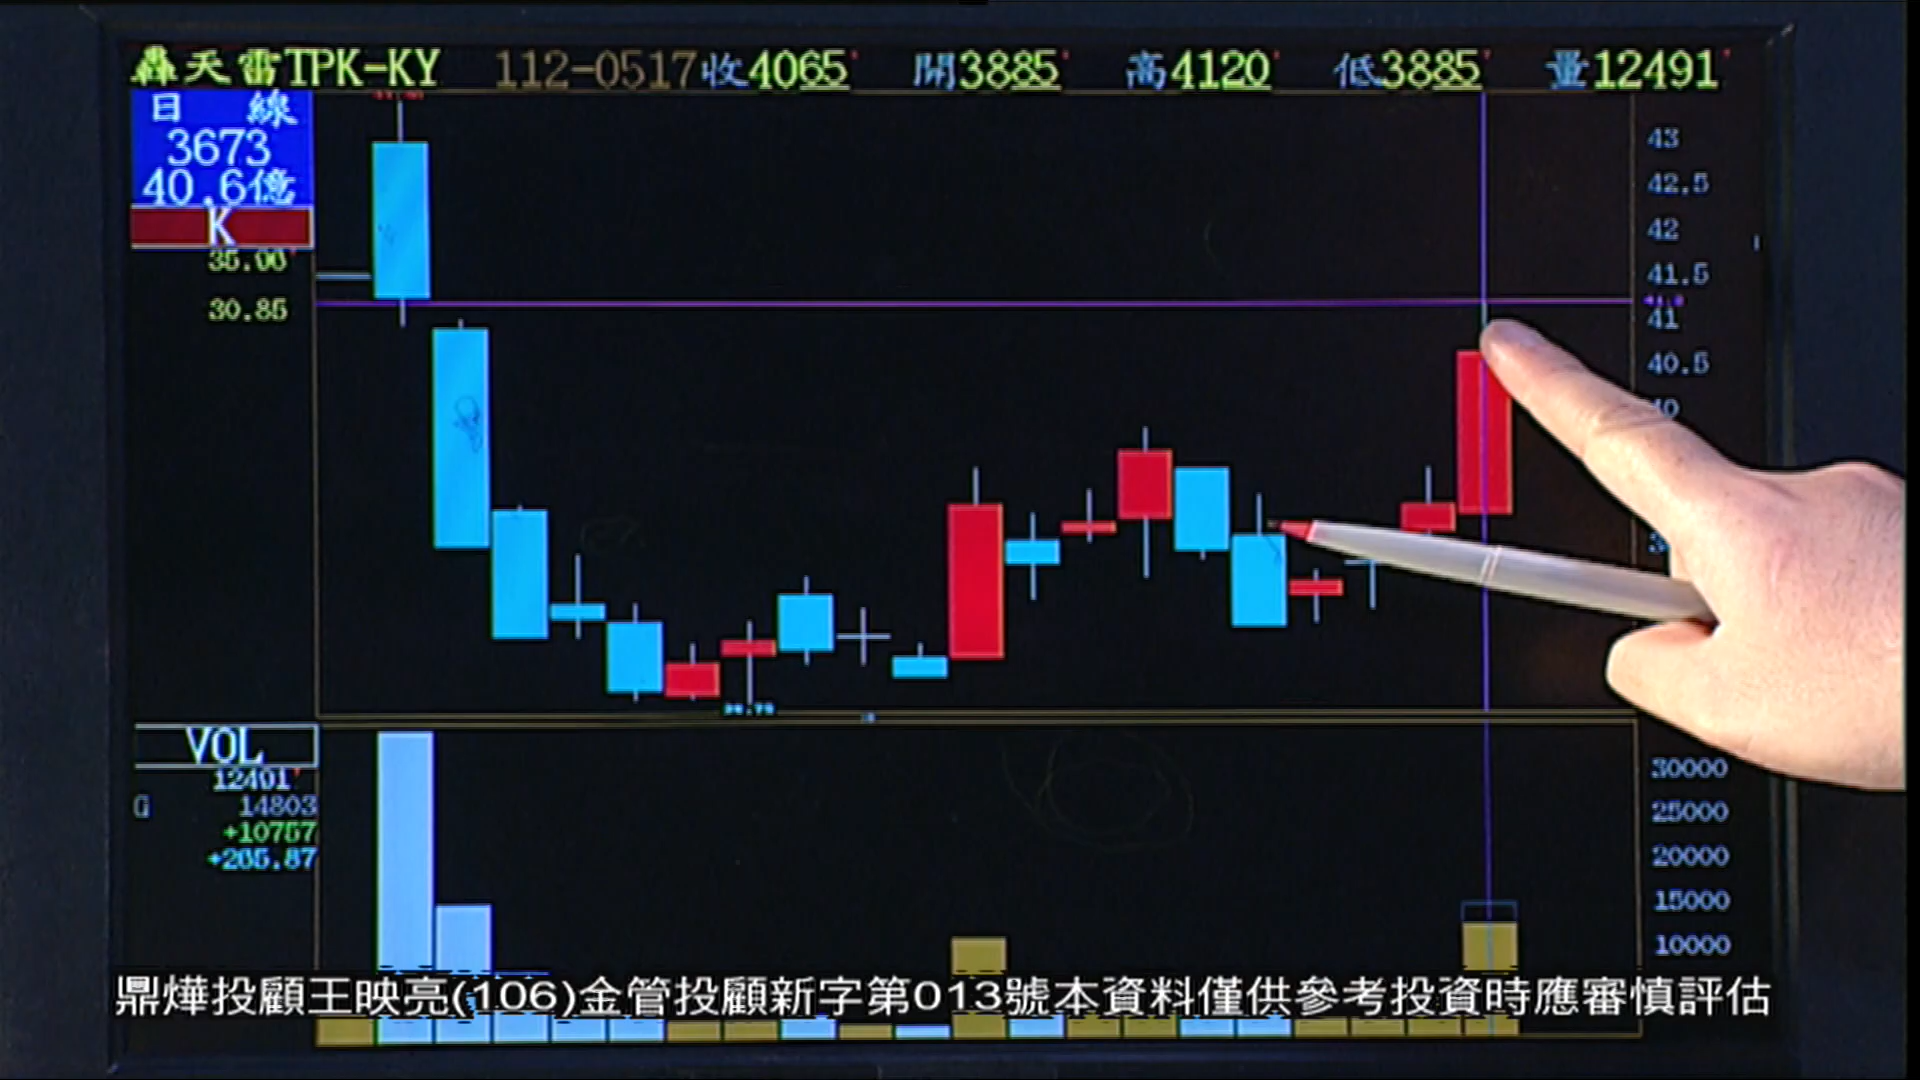 轟天雷TPK-KY 112-0517 收4065 開3885 高4120 低3885 量12491
日 線
3673
40.6億
K
35.00
30.85
43
42.5
42
41.5
41
40.5
40
VOL
12491
G 14803
+10757
+205.87
30000
25000
20000
15000
10000
鼎燁投顧王映亮(106)金管投顧新字第013號本資料僅供參考投資時應審慎評估